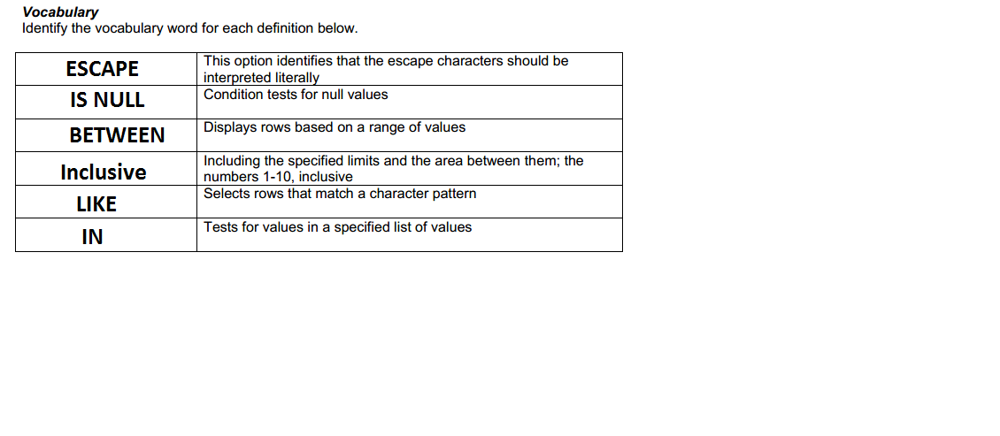 Vocabulary
Identify the vocabulary word for each definition below.
ESCAPE
This option identifies that the escape characters should be
interpreted literally
IS NULL
Condition tests for null values
BETWEEN
Displays rows based on a range of values
Inclusive
Including the specified limits and the area between them; the
numbers 1-10, inclusive
LIKE
Selects rows that match a character pattern
IN
Tests for values in a specified list of values